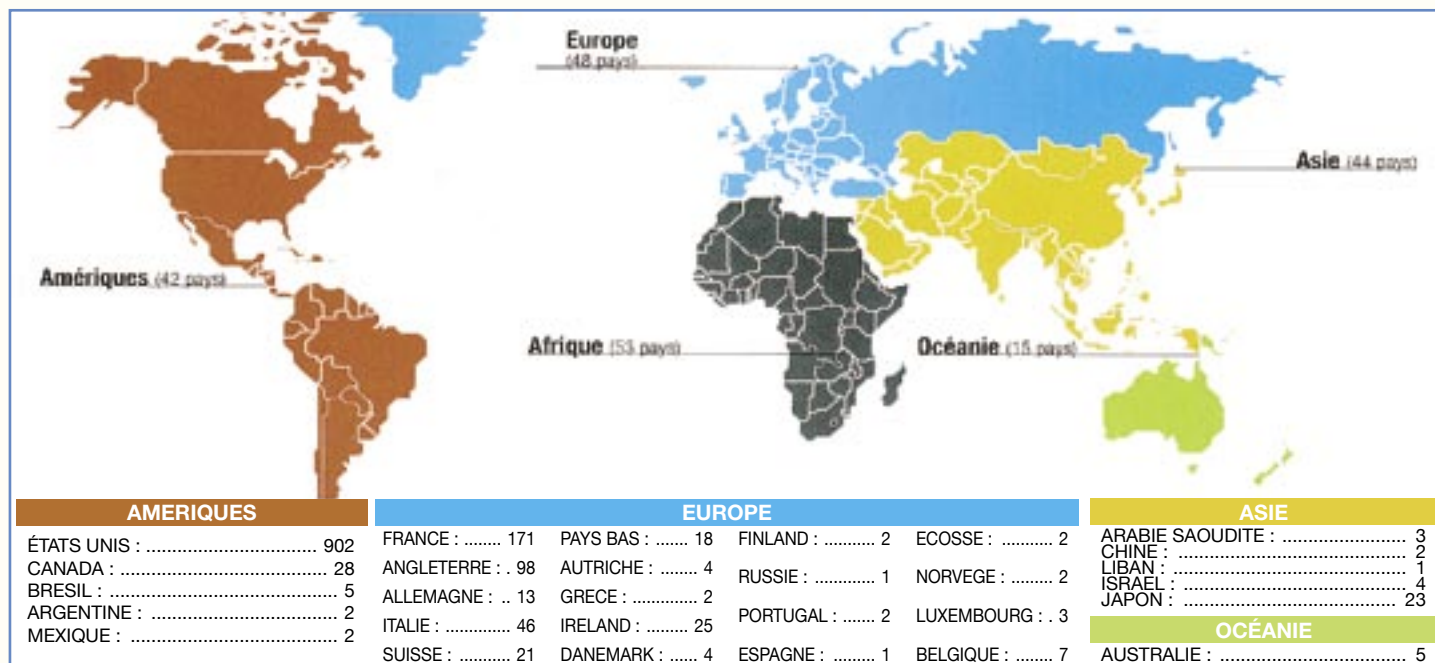 Europe
(48 pays)
Asie (44 pays)
Amériques (42 pays)
Afrique (53 pays)
Océanie (15 pays)
AMERIQUES
ÉTATS UNIS : ................................ 902
CANADA : ....................................... 28
BRESIL : ........................................... 5
ARGENTINE : ................................... 2
MEXIQUE : ...................................... 2
EUROPE
FRANCE : ........ 171
ANGLETERRE : . 98
ALLEMAGNE : .. 13
ITALIE : ............. 46
SUISSE : ........... 21
PAYS BAS : ...... 18
AUTRICHE : ....... 4
GRECE : ............. 2
IRELAND : ......... 25
DANEMARK : ..... 4
FINLAND : .......... 2
RUSSIE : ............ 1
PORTUGAL : ....... 2
ESPAGNE : ......... 1
ECOSSE : .......... 2
NORVEGE : ........ 2
LUXEMBOURG : . 3
BELGIQUE : ....... 7
ASIE
ARABIE SAOUDITE : .................... 3
CHINE : ........................................ 2
LIBAN : ......................................... 1
ISRAEL : ....................................... 4
JAPON : ..................................... 23
OCÉANIE
AUSTRALIE : ................................ 5